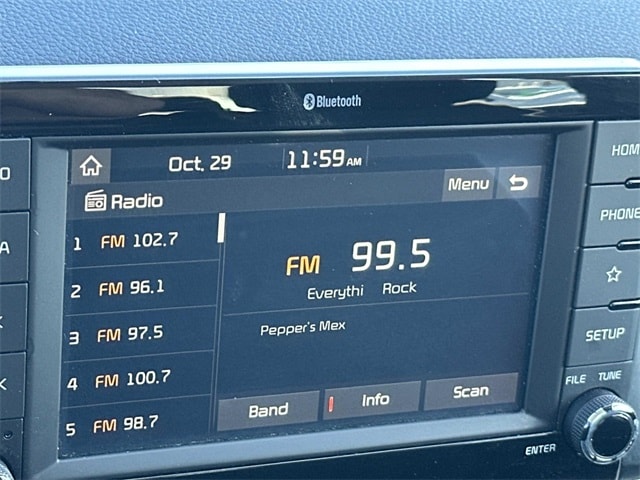 Bluetooth
Oct. 29 11:59 AM
Radio Menu
1 FM 102.7
2 FM 96.1
3 FM 97.5
4 FM 100.7
5 FM 98.7
FM 99.5
Everythi Rock
Pepper's Mex
Band Info Scan
HOM
PHONE
SETUP
FILE TUNE
ENTER